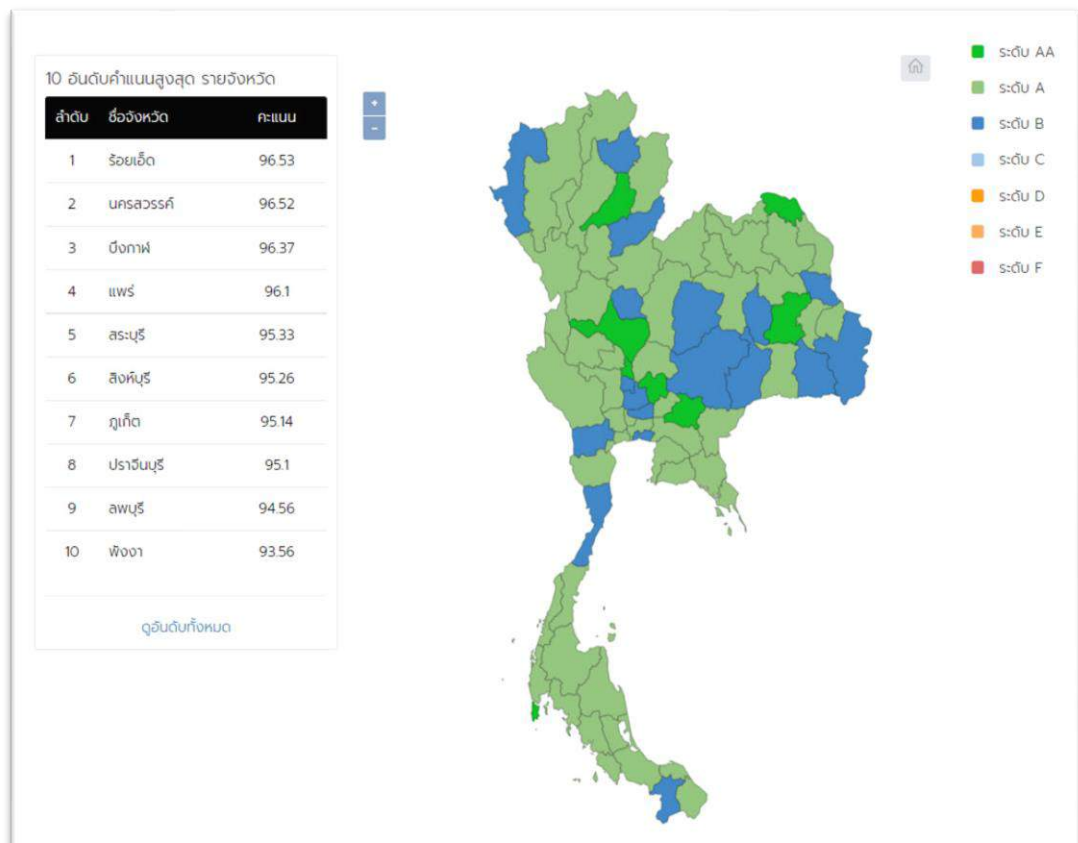 10 อันดับคำแนนสูงสุด รายจังหวัด
ลำดับ ชื่อจังหวัด คะแนน
1 ร้อยเอ็ด 96.53
2 นครสวรรค์ 96.52
3 บึงกาฬ 96.37
4 แพร่ 96.1
5 สระบุรี 95.33
6 สิงห์บุรี 95.26
7 ภูเก็ต 95.14
8 ปราจีนบุรี 95.1
9 ลพบุรี 94.56
10 พังงา 93.56
ดูอันดับทั้งหมด
+
-
ระดับ AA
ระดับ A
ระดับ B
ระดับ C
ระดับ D
ระดับ E
ระดับ F